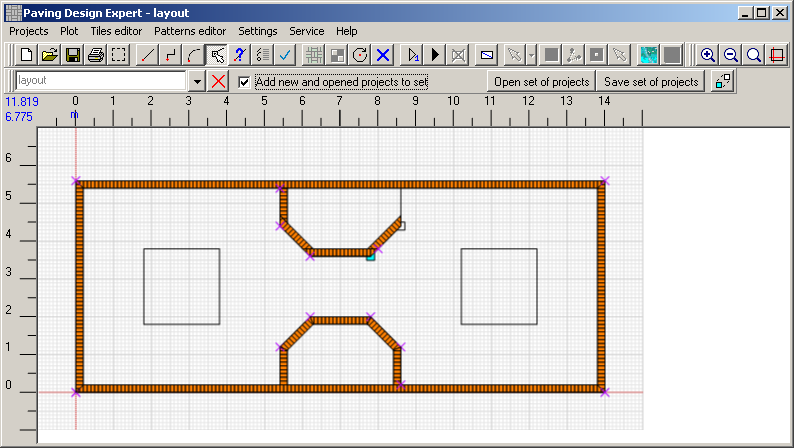 Paving Design Expert - layout
Projects Plot Tiles editor Patterns editor Settings Service Help
layout Add new and opened projects to set Open set of projects Save set of projects
11.819 0 1 2 3 4 5 6 7 8 9 10 11 12 13 14
6.775 m
6
5
4
3
2
1
0